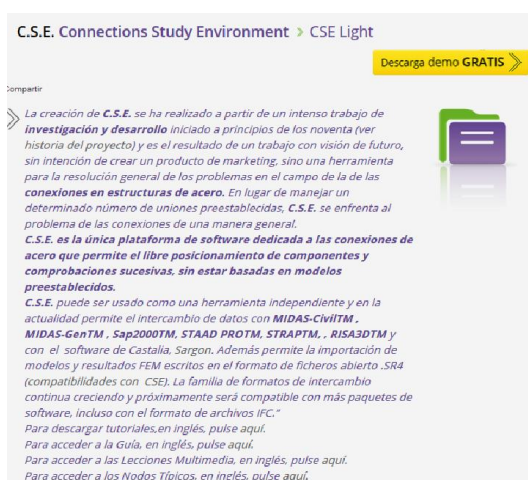 C.S.E. Connections Study Environment > CSE Light
Descarga demo GRATIS
Compartir
La creación de C.S.E. se ha realizado a partir de un intenso trabajo de
investigación y desarrollo iniciado a principios de los noventa (ver
historia del proyecto) y es el resultado de un trabajo con visión de futuro,
sin intención de crear un producto de marketing, sino una herramienta
para la resolución general de los problemas en el campo de la de las
conexiones en estructuras de acero. En lugar de manejar un
determinado número de uniones preestablecidas, C.S.E. se enfrenta al
problema de las conexiones de una manera general.
C.S.E. es la única plataforma de software dedicada a las conexiones de
acero que permite el libre posicionamiento de componentes y
comprobaciones sucesivas, sin estar basadas en modelos
preestablecidos.
C.S.E. puede ser usado como una herramienta independiente y en la
actualidad permite el intercambio de datos con MIDAS-CivilTM ,
MIDAS-GenTM , Sap2000TM, STAAD PROTM, STRAPTM, , RISA3DTM y
con el software de Castalia, Sargon. Además permite la importación de
modelos y resultados FEM escritos en el formato de ficheros abierto .SR4
(compatibilidades con CSE). La familia de formatos de intercambio
continua creciendo y próximamente será compatible con más paquetes de
software, incluso con el formato de archivos IFC."
Para descargar tutoriales,en inglés, pulse aquí.
Para acceder a la Guía, en inglés, pulse aquí.
Para acceder a las Lecciones Multimedia, en inglés, pulse aquí.
Para acceder a los Nodos Típicos, en inglés, pulse aquí.